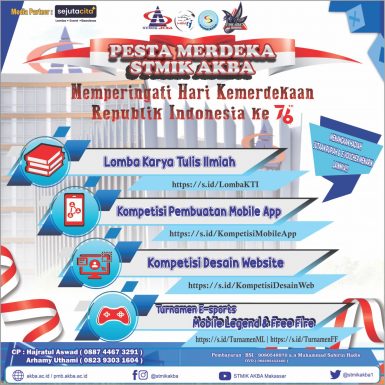 Media Partner :
sejutacita
PESTA MERDEKA
STMIK AKBA
Memperingati Hari Kemerdekaan
Republik Indonesia ke 76
Lomba Karya Tulis Ilmiah
https://s.id/LombaKTI
Kompetisi Pembuatan Mobile App
https://s.id/KompetisiMobileApp
Kompetisi Desain Website
https://s.id/KompetisiDesainWeb
Turnamen E-sports
Mobile Legend & Free Fire
https://s.id/TurnamenML | https://s.id/TurnamenFF
CP : Hajratul Aswad ( 0887 4467 3291 )
Arhamy Uthami ( 0823 9303 1604 )
akba.ac.id / pmb.akba.ac.id
@stmikakba
STMIK AKBA Makassar
@stmikakba1